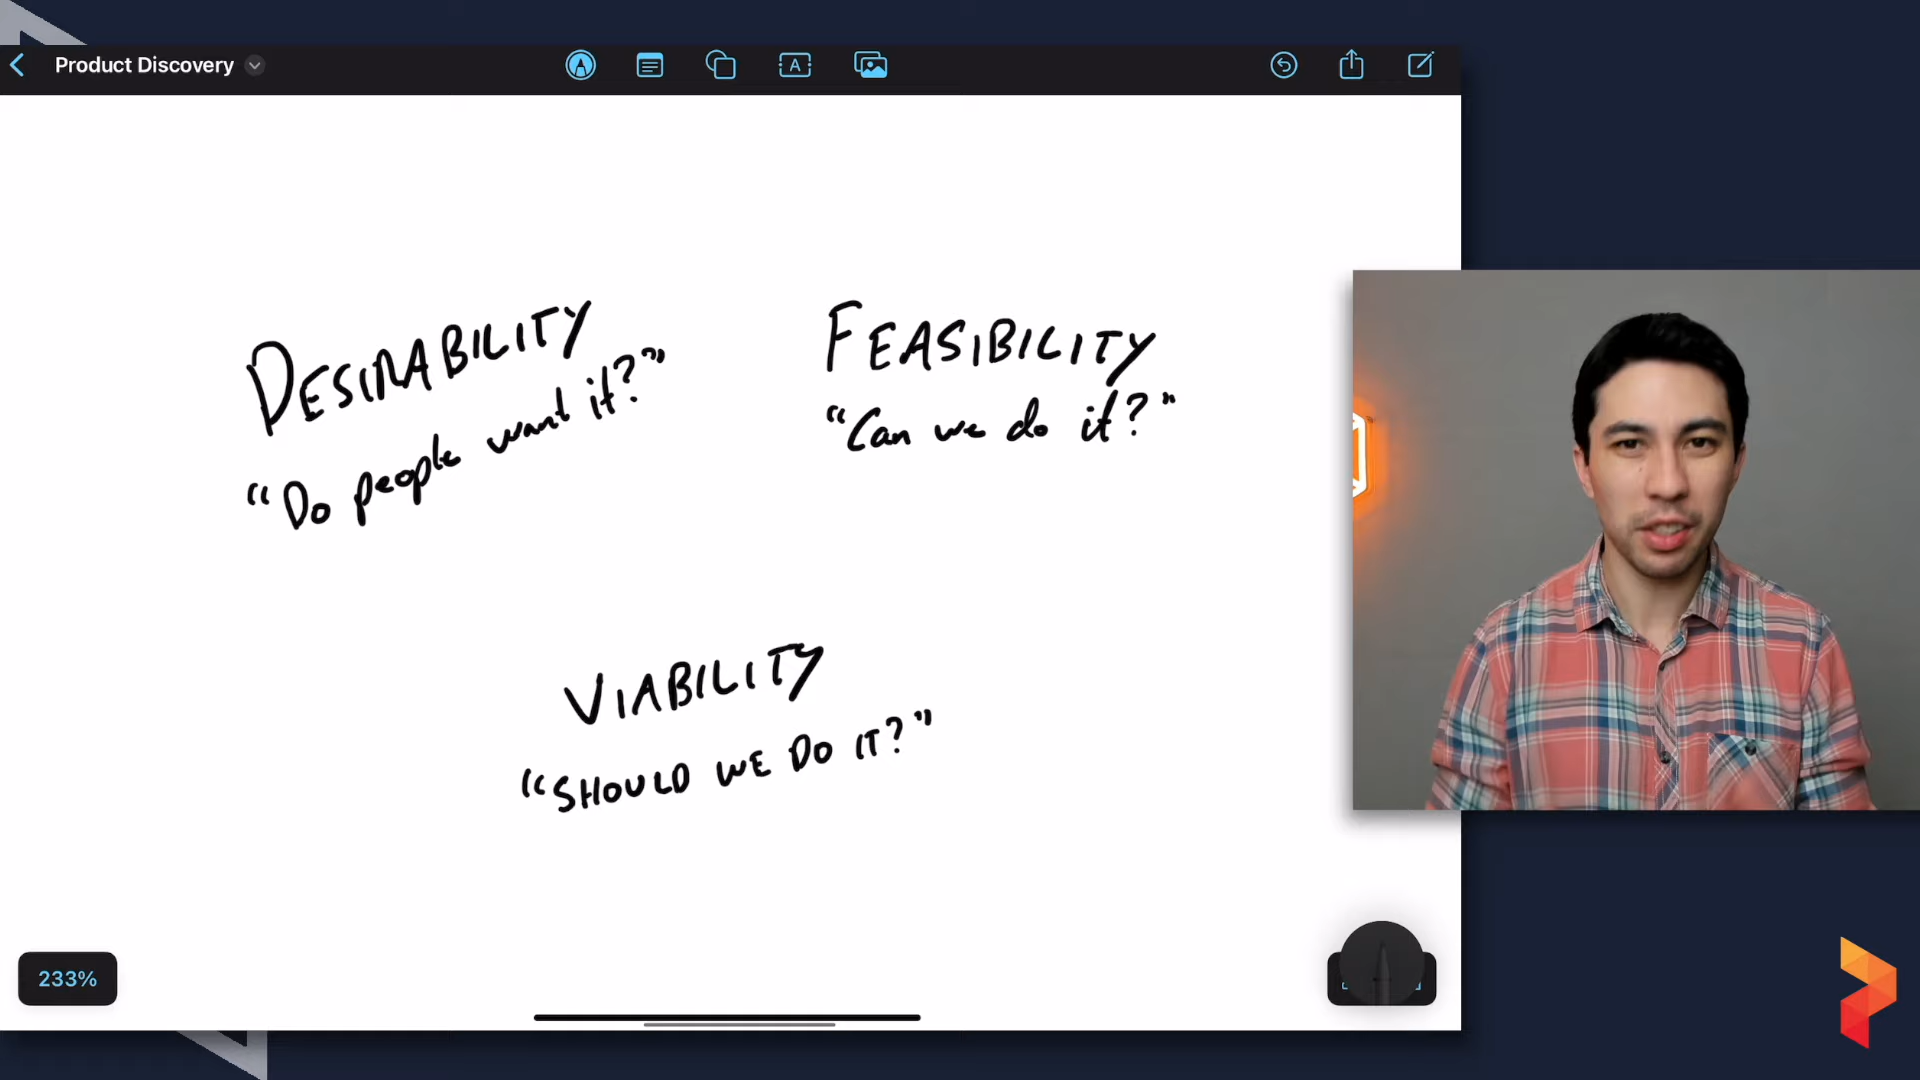 Product Discovery
DESIRABILITY
“Do people want it?”
FEASIBILITY
“Can we do it?”
VIABILITY
“SHOULD WE DO IT?”
233%